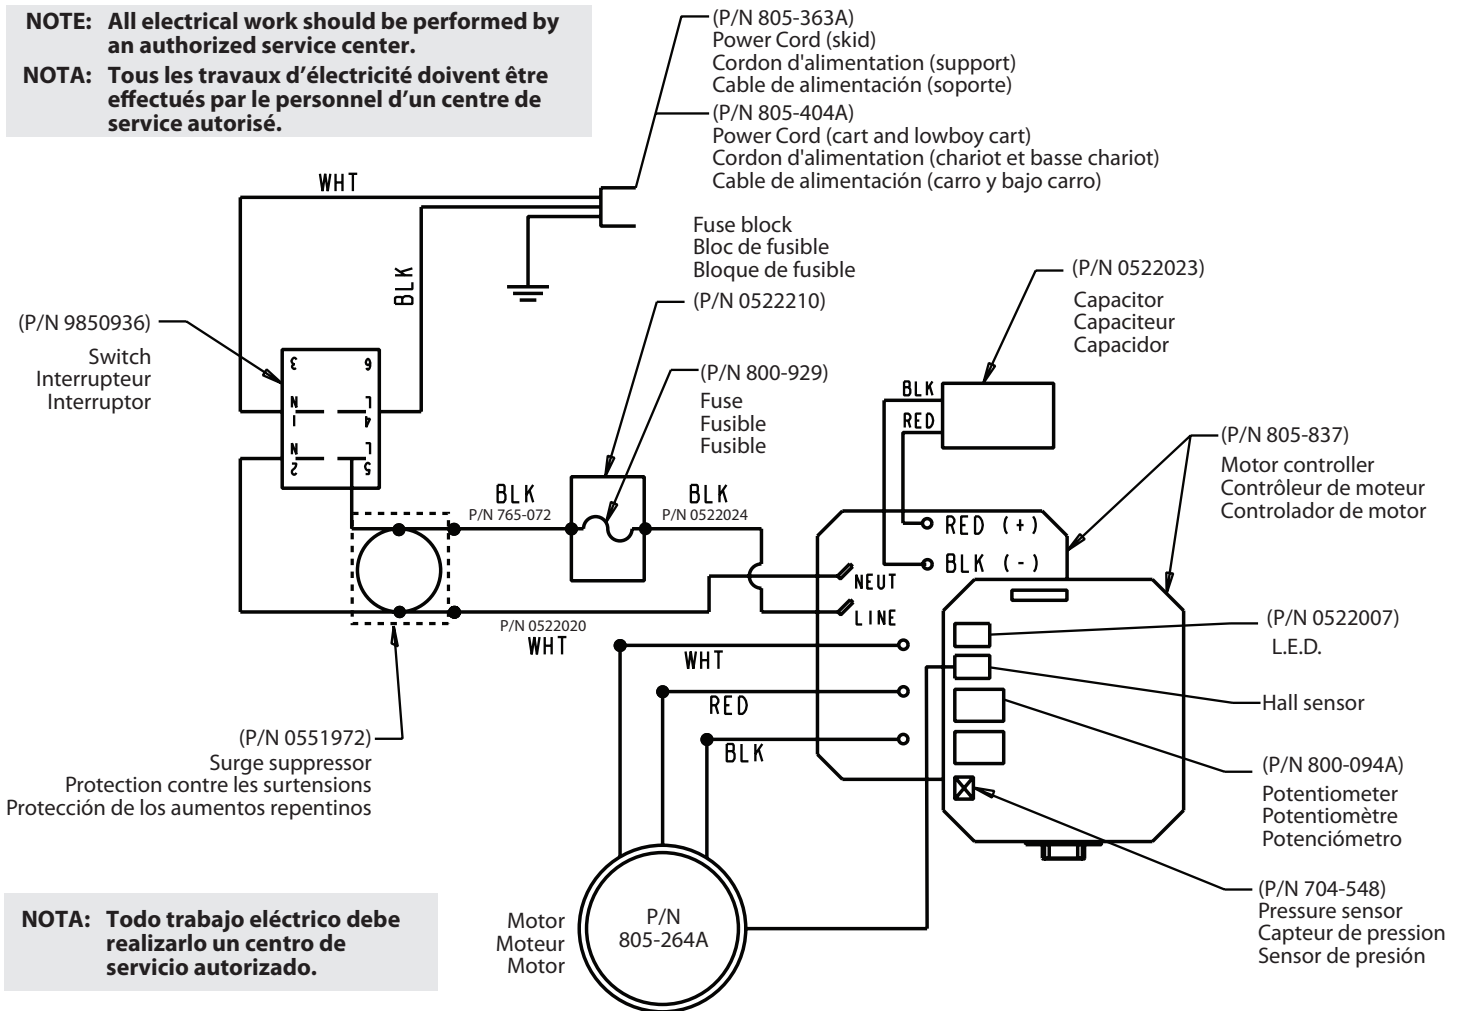 NOTE: All electrical work should be performed by
an authorized service center.
NOTA: Tous les travaux d'électricité doivent être
effectués par le personnel d'un centre de
service autorisé.
(P/N 805-363A)
Power Cord (skid)
Cordon d'alimentation (support)
Cable de alimentación (soporte)
(P/N 805-404A)
Power Cord (cart and lowboy cart)
Cordon d'alimentation (chariot et basse chariot)
Cable de alimentación (carro y bajo carro)
WHT
BLK
Fuse block
Bloc de fusible
Bloque de fusible
(P/N 0522210)
(P/N 0522023)
Capacitor
Capaciteur
Capacidor
(P/N 9850936)
Switch
Interrupteur
Interruptor
3 6
N L
1 4
N L
2 5
(P/N 800-929)
Fuse
Fusible
Fusible
BLK
RED
(P/N 805-837)
Motor controller
Contrôleur de moteur
Controlador de motor
BLK
P/N 765-072
BLK
P/N 0522024
RED (+)
BLK (-)
NEUT
LINE
P/N 0522020
WHT
WHT
RED
BLK
(P/N 0522007)
L.E.D.
Hall sensor
(P/N 0551972)
Surge suppressor
Protection contre les surtensions
Protección de los aumentos repentinos
(P/N 800-094A)
Potentiometer
Potentiomètre
Potenciómetro
(P/N 704-548)
Pressure sensor
Capteur de pression
Sensor de presión
NOTA: Todo trabajo eléctrico debe
realizarlo un centro de
servicio autorizado.
Motor
Moteur
Motor
P/N
805-264A